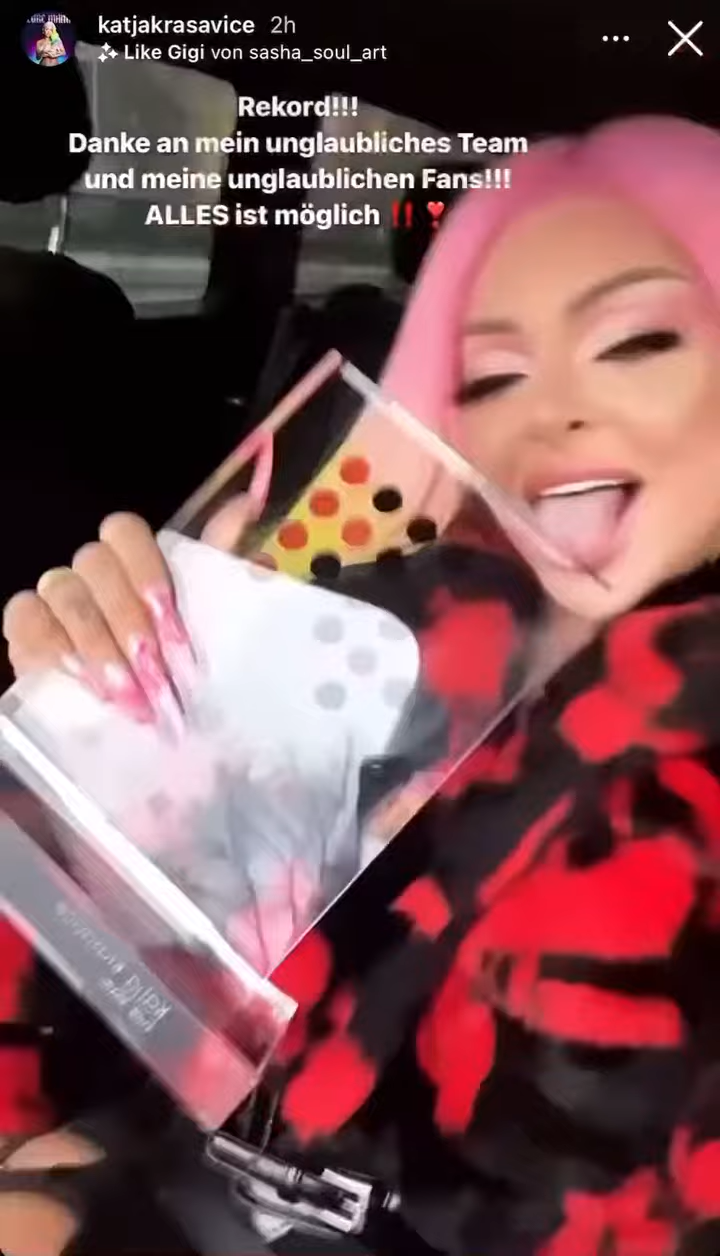 katjakrasavice 2h
Like Gigi von sasha_soul_art
Rekord!!!
Danke an mein unglaubliches Team
und meine unglaublichen Fans!!!
ALLES ist möglich ‼️❣️